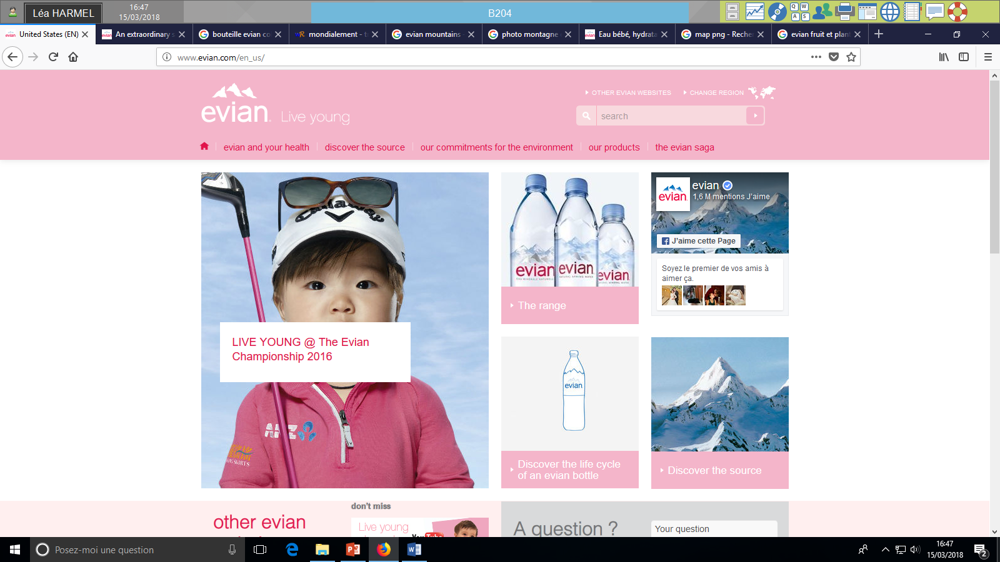 Léa HARMEL
16:47
15/03/2018
B204
United States (EN)
An extraordinary s
bouteille evian co
mondialement - t
evian mountains -
photo montagne
Eau bébé, hydrata
map png - Reche
evian fruit et plant
www.evian.com/en_us/
evian Live young
OTHER EVIAN WEBSITES
CHANGE REGION
search
evian and your health
discover the source
our commitments for the environment
our products
the evian saga
Callaway
LIVE YOUNG @ The Evian
Championship 2016
ANZ
evian evian evian
The range
evian
evian
1,6 M mentions J'aime
J'aime cette Page
Soyez le premier de vos amis à
aimer ça.
evian
Discover the life cycle
of an evian bottle
Discover the source
other evian
don't miss
Live young
YouTube
A question ?
Your question
Posez-moi une question
16:47
15/03/2018
2